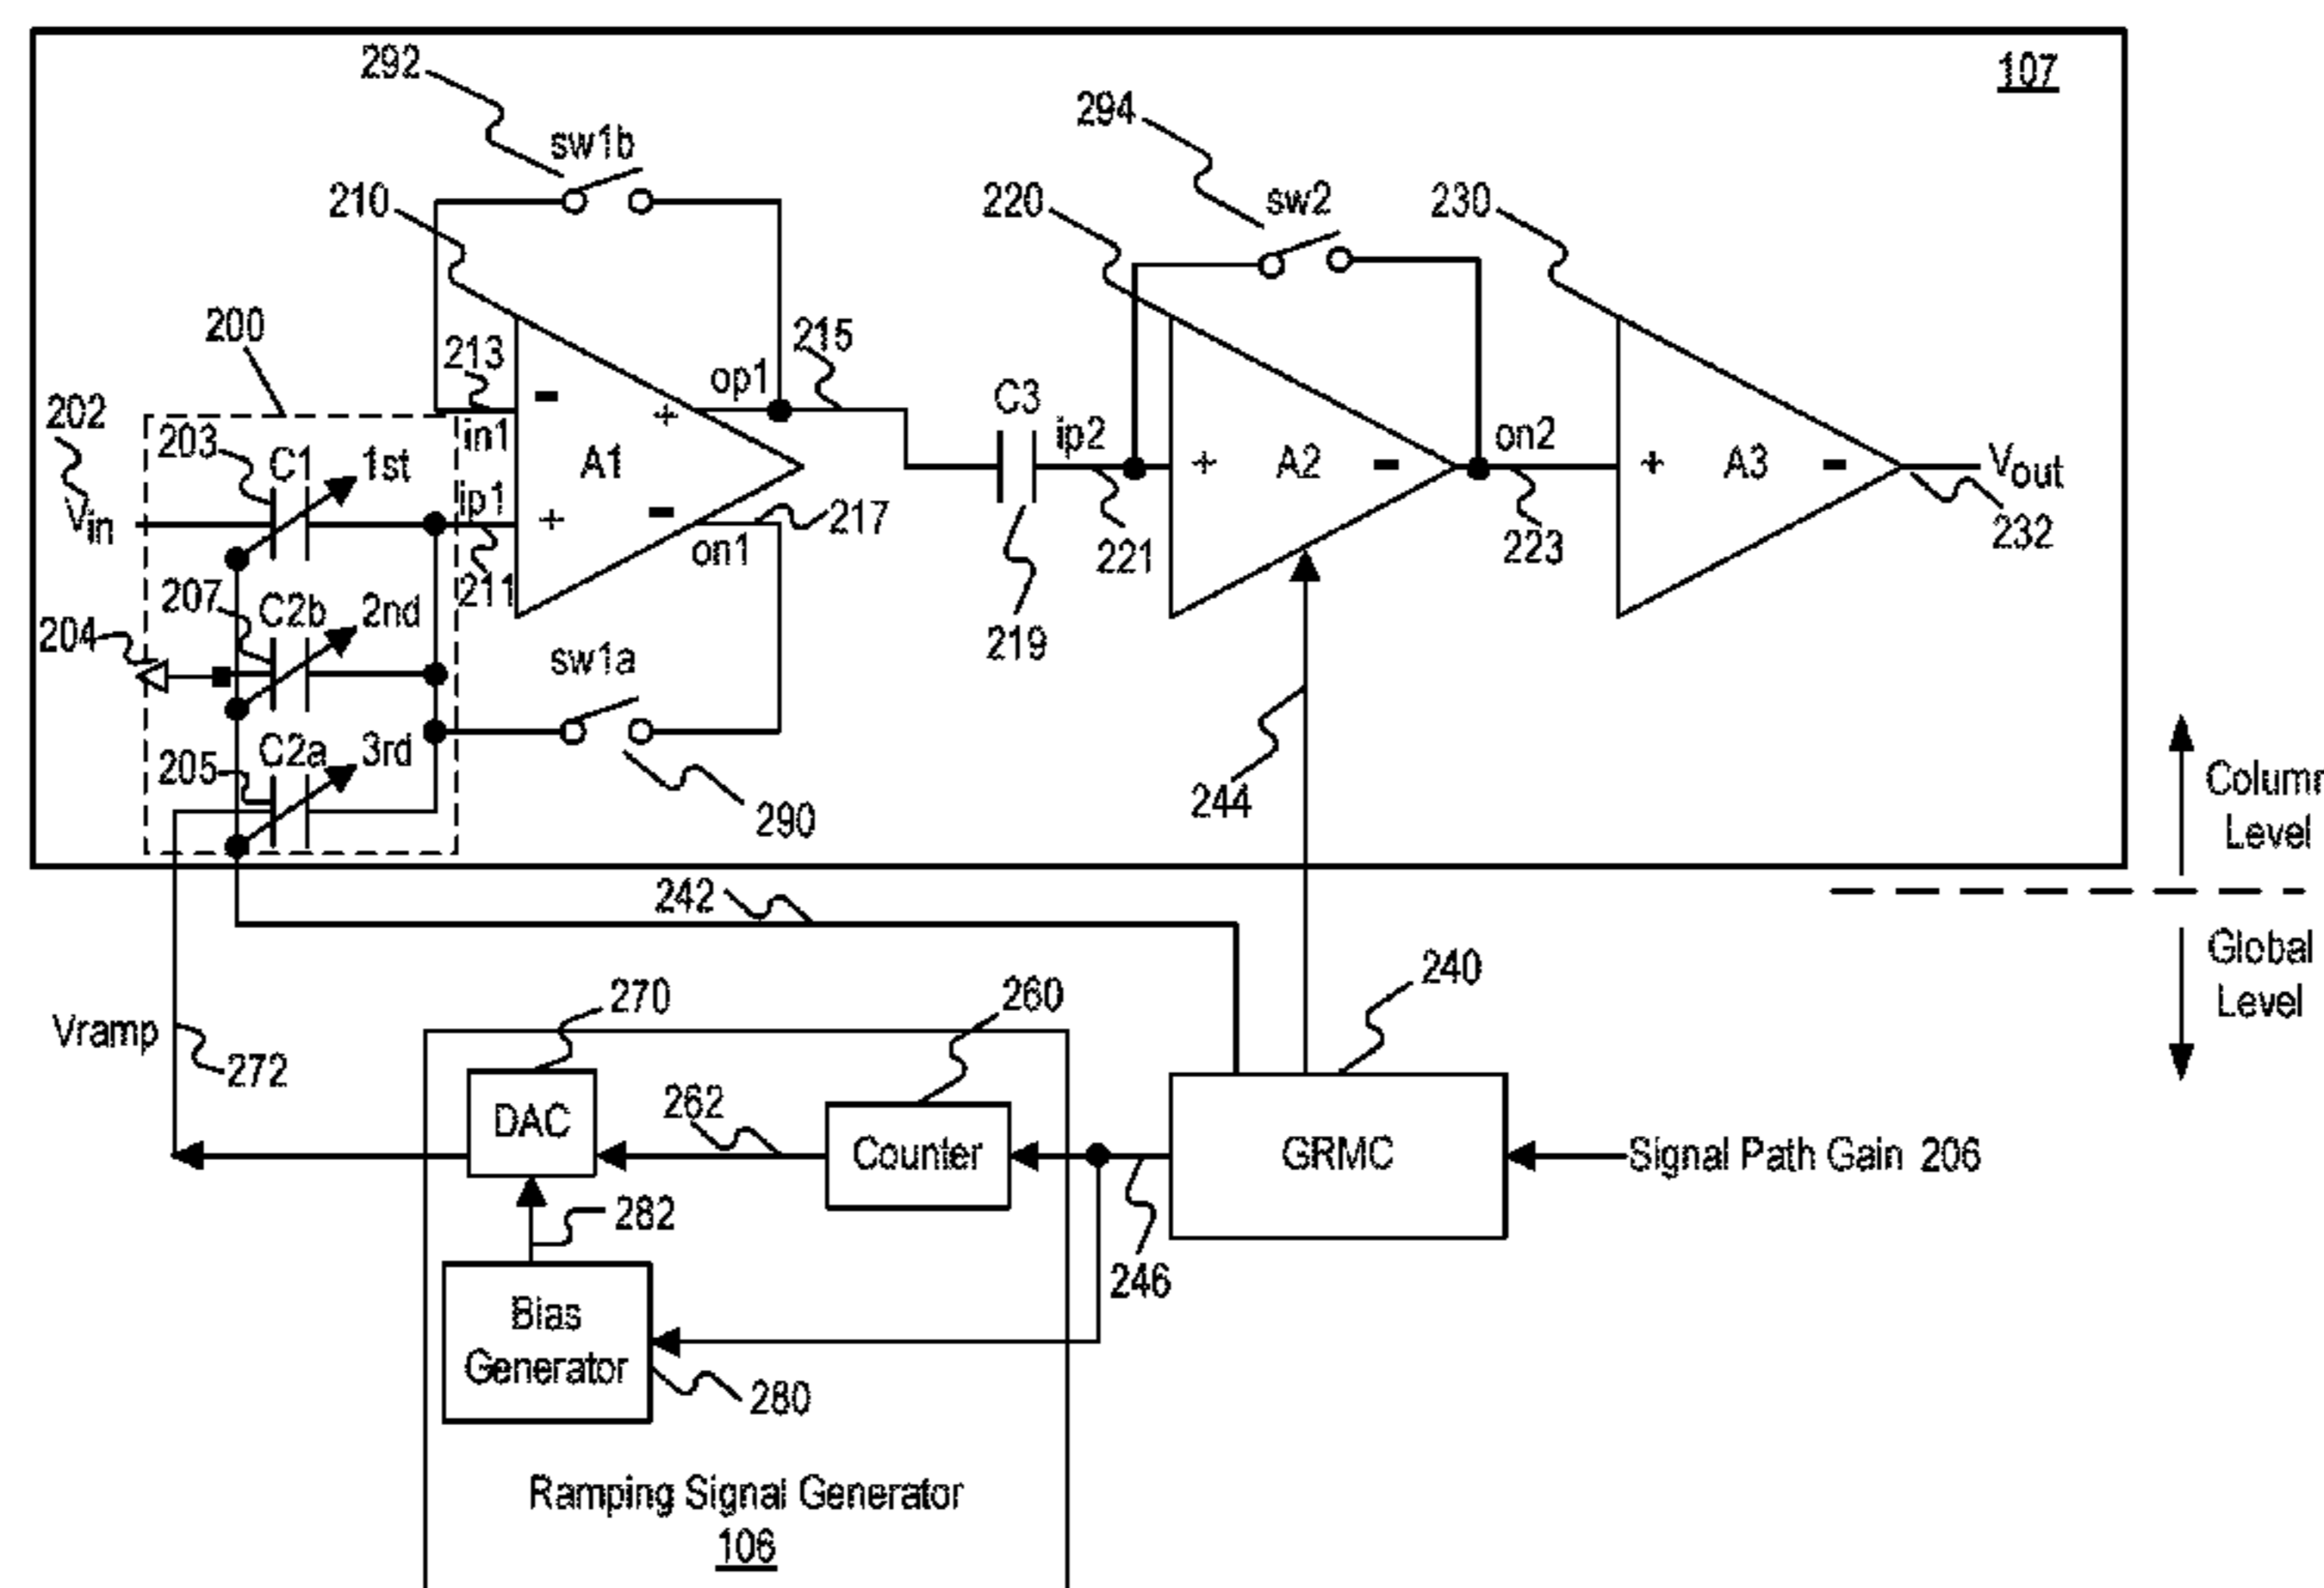 107
292
sw1b
294
sw2
210
220
230
200
213
op1
215
C3
ip2
on2
202
203
C1
1st
in1
A1
A2
A3
Vout
Vin
ip1
217
207
C2b
2nd
211
on1
219
221
223
232
204
sw1a
205
C2a
3rd
290
244
Column
Level
242
Global
Level
240
270
260
Vramp
272
DAC
262
Counter
GRMC
Signal Path Gain 206
282
246
Bias
Generator
280
Ramping Signal Generator
106